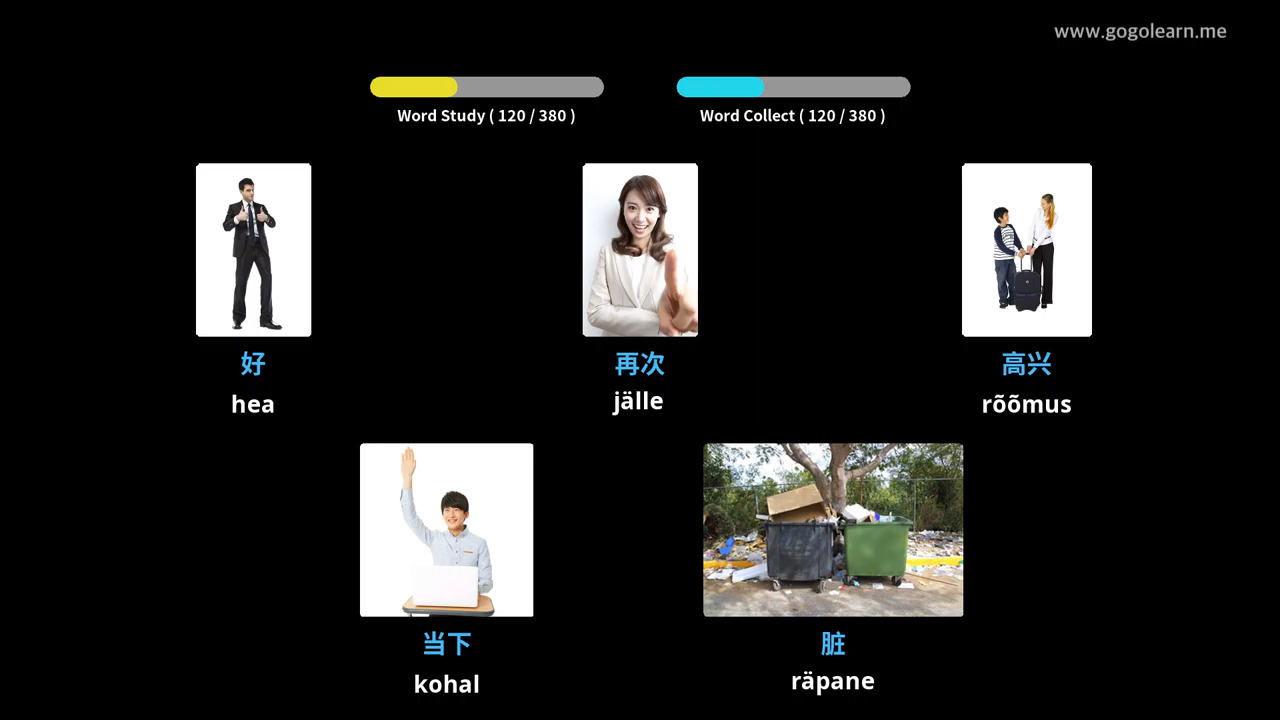 www.gogolearn.me
Word Study ( 120 / 380 )
Word Collect ( 120 / 380 )
好
hea
再次
jälle
高兴
rõõmus
当下
kohal
脏
räpane